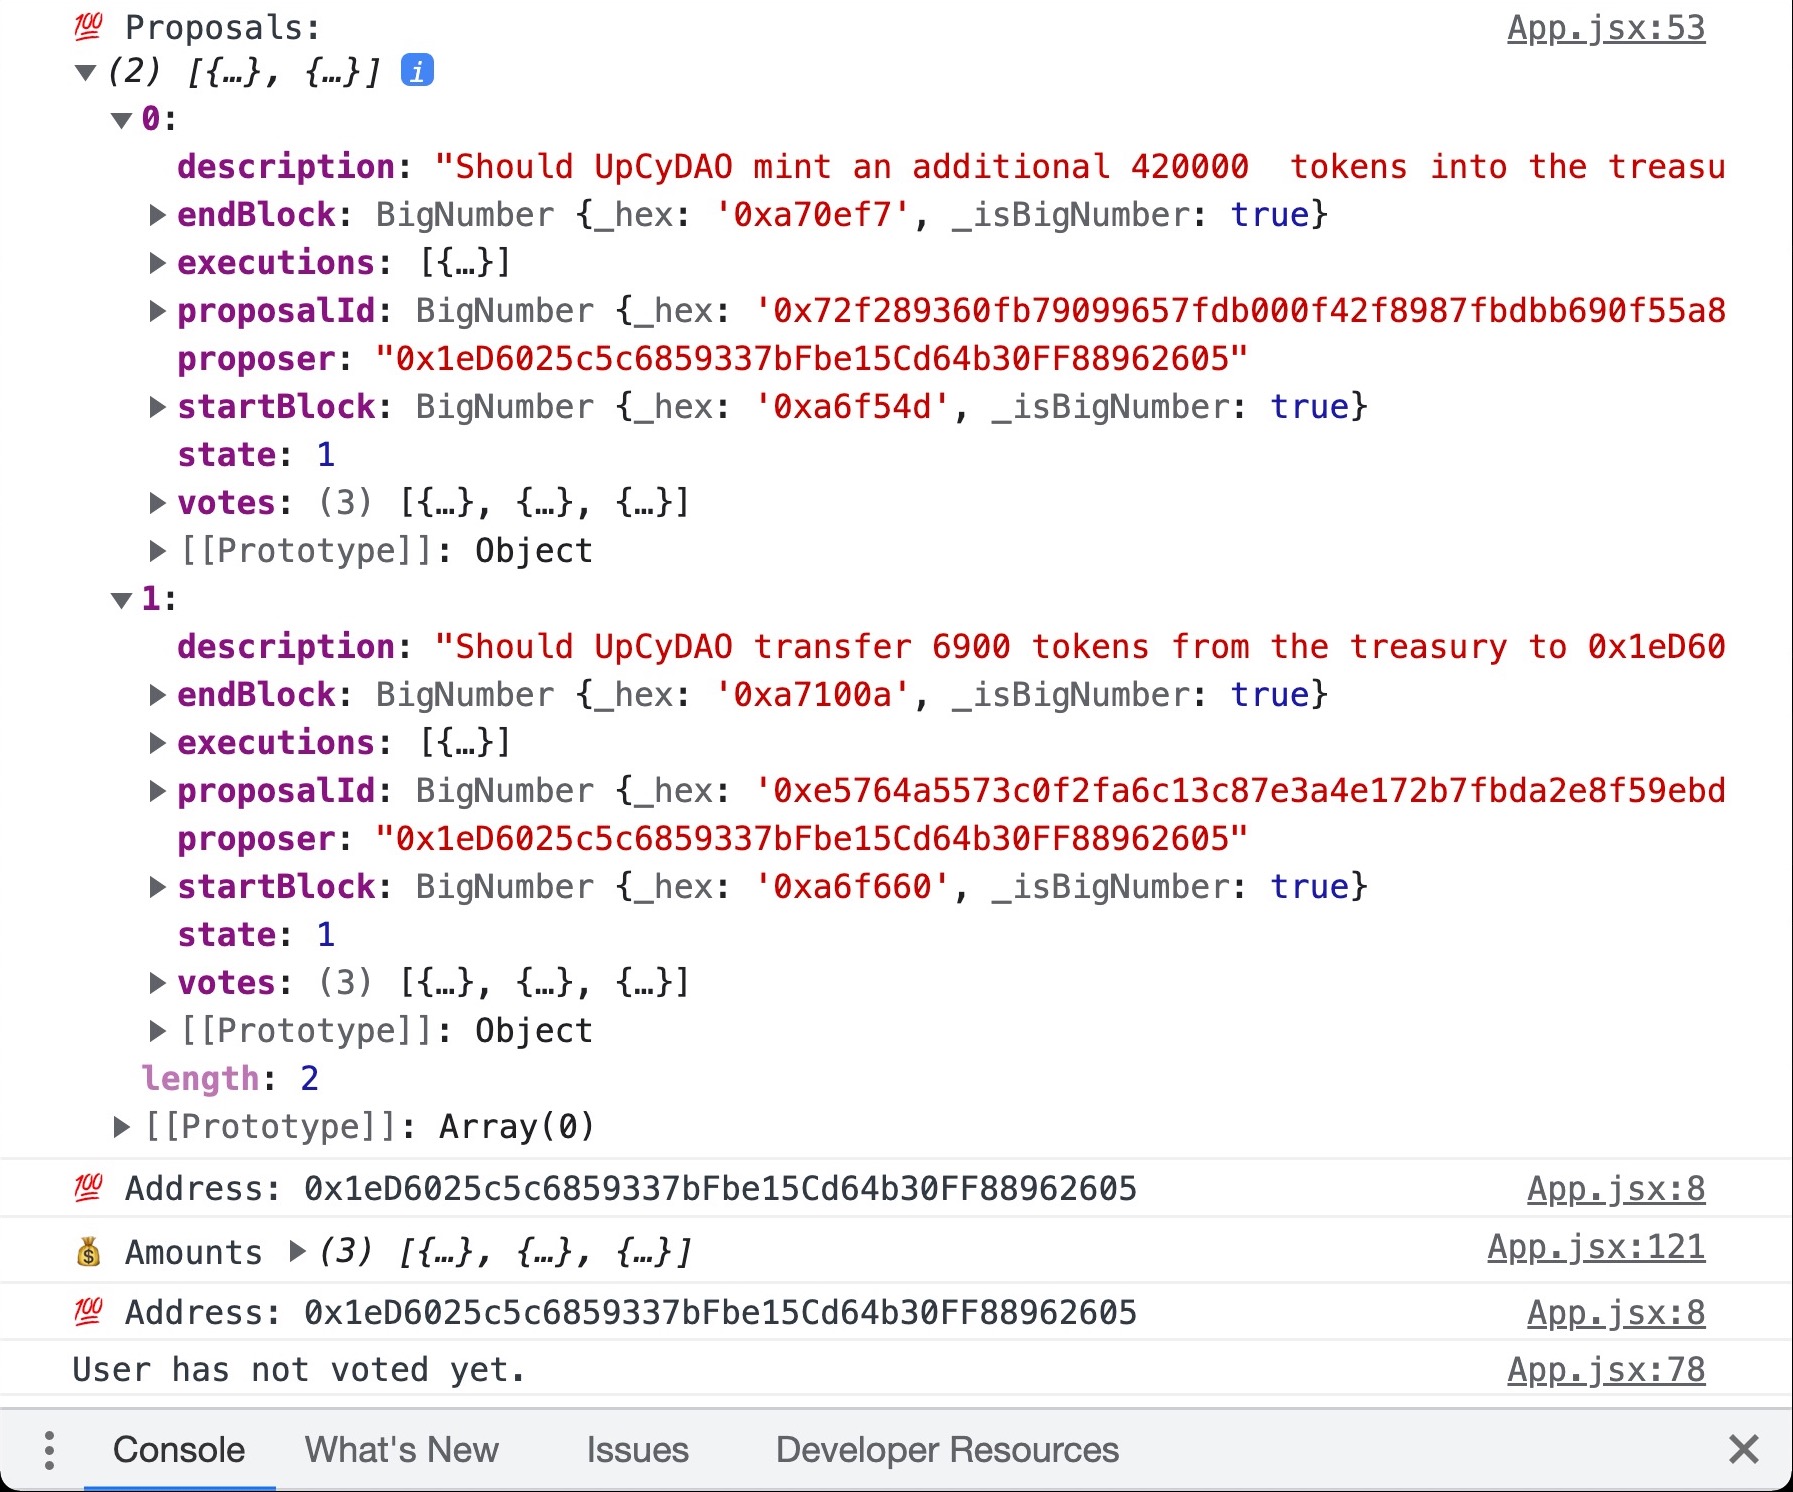 💯 Proposals: App.jsx:53
▼ (2) [{…}, {…}] i
▼ 0:
description: "Should UpCyDAO mint an additional 420000  tokens into the treasu
▶ endBlock: BigNumber {_hex: '0xa70ef7', _isBigNumber: true}
▶ executions: [{…}]
▶ proposalId: BigNumber {_hex: '0x72f289360fb79099657fdb000f42f8987fbdbb690f55a8
proposer: "0x1eD6025c5c6859337bFbe15Cd64b30FF88962605"
▶ startBlock: BigNumber {_hex: '0xa6f54d', _isBigNumber: true}
state: 1
▶ votes: (3) [{…}, {…}, {…}]
▶ [[Prototype]]: Object
▼ 1:
description: "Should UpCyDAO transfer 6900 tokens from the treasury to 0x1eD60
▶ endBlock: BigNumber {_hex: '0xa7100a', _isBigNumber: true}
▶ executions: [{…}]
▶ proposalId: BigNumber {_hex: '0xe5764a5573c0f2fa6c13c87e3a4e172b7fbda2e8f59ebd
proposer: "0x1eD6025c5c6859337bFbe15Cd64b30FF88962605"
▶ startBlock: BigNumber {_hex: '0xa6f660', _isBigNumber: true}
state: 1
▶ votes: (3) [{…}, {…}, {…}]
▶ [[Prototype]]: Object
length: 2
▶ [[Prototype]]: Array(0)
💯 Address: 0x1eD6025c5c6859337bFbe15Cd64b30FF88962605 App.jsx:8
💰 Amounts ▶ (3) [{…}, {…}, {…}] App.jsx:121
💯 Address: 0x1eD6025c5c6859337bFbe15Cd64b30FF88962605 App.jsx:8
User has not voted yet. App.jsx:78
Console What's New Issues Developer Resources